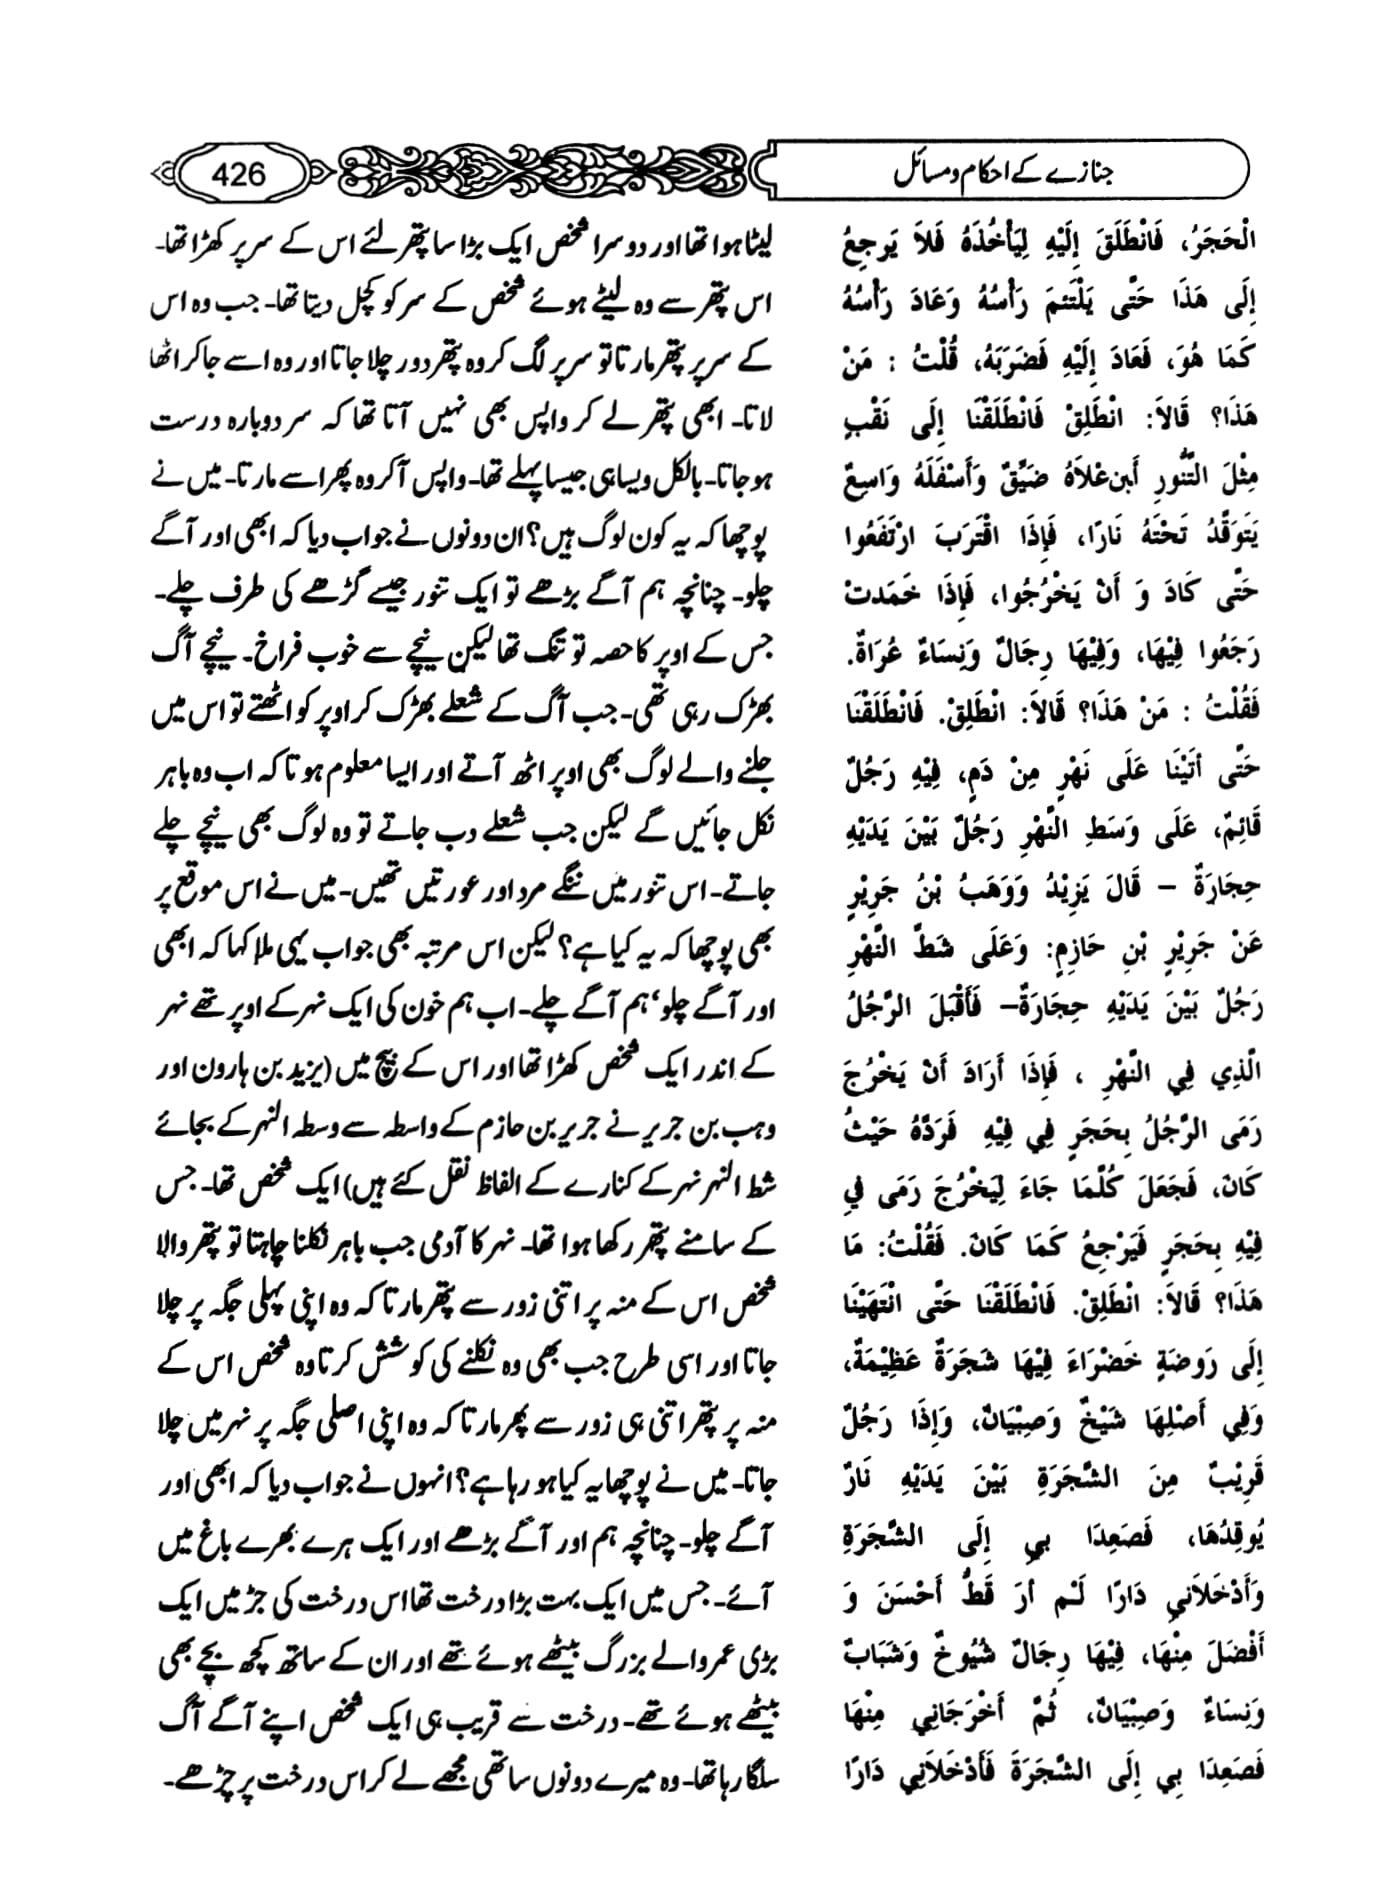 جنازے کے احکام و مسائل
426
الْحَجَرُ، فَانْطَلَقَ إِلَيْهِ لِيَأْخُذَهُ فَلاَ يَرجِعُ
إِلَى هَذَا حَتَّى يَلْتَئمَ رَأْسُهُ وَعَادَ رَأْسُهُ
كَمَا هُوَ، فَعَادَ إِلَيْهِ فَضَرَبَهُ، قُلْتُ : مَنْ
هَذَا؟ قَالاَ: انْطَلِقْ فَانْطَلَقْنَا إِلَى نَقْبٍ
مِثْلَ التَّنُّورِ أبن‌عْلاَهُ ضَيِّقٌ وَأَسْفَلَهُ وَاسِعٌ
يَتَوَقَّدُ تَحْتَهُ نَارًا، فَإِذَا اقْتَرَبَ ارْتَفَعُوا
حَتَّى كَادَ وَ أَنْ يَخْرُجُوا، فَإِذَا خَمَدتْ
رَجَعُوا فِيْهَا، وَفِيْهَا رِجَالٌ وَنِسَاءٌ عُرَاةٌ.
فَقُلْتُ : مَنْ هَذَا؟ قَالاَ: انْطَلِقْ. فَانْطَلَقْنَا
حَتَّى أتَيْنَا عَلَى نَهْرٍ مِنْ دَمٍ، فِيْهِ رَجُلٌ
قَائِمٌ، عَلَى وَسَطِ النَّهْرِ رَجُلٌ بَيْنَ يَدَيْهِ
حِجَارَةٌ – قَالَ يَزِيْدُ وَوَهَبُ بْنُ جَرِيْرٍ
عَنْ جَرِيْرٍ بْنِ حَازِمٍ: وَعَلَى شَطِّ النَّهْرِ
رَجُلٌ بَيْنَ يَدَيْهِ حِجَارَةٌ– فَأَقْبَلَ الرَّجُلُ
الَّذِي فِي النَّهْرِ ، فَإِذَا أَرَادَ أَنْ يَخْرُجَ
رَمَى الرَّجُلُ بِحَجَرٍ فِي فِيْهِ فَرَدَّهُ حَيْثُ
كَانَ، فَجَعَلَ كُلَّمَا جَاءَ لِيَخْرُجَ رَمَى فِي
فِيْهِ بِحَجَرٍ فَيَرْجِعُ كَمَا كَانَ. فَقُلْتُ: مَا
هَذَا؟ قَالاَ: انْطَلِقْ. فَانْطَلَقْنَا حَتَّى انْتَهَيْنَا
إِلَى رَوضَةٍ خَضْرَاءَ فِيْهَا شَجَرَةٌ عَظِيْمَةٌ،
وَفِي أَصْلِهَا شَيْخٌ وَصِبْيَانٌ، وَإِذَا رَجُلٌ
قَرِيْبٌ مِنَ الشَّجَرَةِ بَيْنَ يَدَيْهِ نَارٌ
يُوقِدُهَا، فَصَعِدَا بِي إِلَى الشَّجَرَةِ
وَأَدْخَلاَنِي دَارًا لَـم أرَ قَطُّ أَحْسَنَ وَ
أَفْضَلَ مِنْهَا، فِيْهَا رِجَالٌ شُيُوخٌ وَشَبَابٌ
وَنِسَاءٌ وَصِبْيَانٌ، ثُمَّ أَخْرَجَانِي مِنْهَا
فَصَعِدَا بِي إِلَى الشَّجَرَةَ فَأَدْخَلاَنِي دَارًا
لیٹا ہوا تھا اور دوسرا شخص ایک بڑا سا پتھر لئے اس کے سر پر کھڑا تھا۔
اس پتھر سے وہ لیٹے ہوئے شخص کے سر کو کچل دیتا تھا۔ جب وہ اس
کے سر پر پتھر مارتا تو سر پر لگ کر وہ پتھر دور چلا جاتا اور وہ اسے جا کر اٹھا
لاتا۔ ابھی پتھر لے کر واپس بھی نہیں آتا تھا کہ سر دوبارہ درست
ہو جاتا۔ بالکل ویسا ہی جیسا پہلے تھا۔ واپس آ کر وہ پھر اسے مارتا۔ میں نے
پوچھا کہ یہ کون لوگ ہیں؟ ان دونوں نے جواب دیا کہ ابھی اور آگے
چلو۔ چنانچہ ہم آگے بڑھے تو ایک تنور جیسے گڑھے کی طرف چلے۔
جس کے اوپر کا حصہ تو تنگ تھا لیکن نیچے سے خوب فراخ۔ نیچے آگ
بھڑک رہی تھی۔ جب آگ کے شعلے بھڑک کر اوپر کو اٹھتے تو اس میں
جلنے والے لوگ بھی اوپر اٹھ آتے اور ایسا معلوم ہوتا کہ اب وہ باہر
نکل جائیں گے لیکن جب شعلے دب جاتے تو وہ لوگ بھی نیچے چلے
جاتے۔ اس تنور میں ننگے مرد اور عورتیں تھیں۔ میں نے اس موقع پر
بھی پوچھا کہ یہ کیا ہے؟ لیکن اس مرتبہ بھی جواب یہی ملا کہا کہ ابھی
اور آگے چلو‘ ہم آگے چلے۔ اب ہم خون کی ایک نہر کے اوپر تھے نہر
کے اندر ایک شخص کھڑا تھا اور اس کے بیچ میں (یزید بن ہارون اور
وہب بن جریر نے جریر بن حازم کے واسطہ سے وسطہ النہر کے بجائے
شط النہر نہر کے کنارے کے الفاظ نقل کئے ہیں) ایک شخص تھا۔ جس
کے سامنے پتھر رکھا ہوا تھا۔ نہر کا آدمی جب باہر نکلنا چاہتا تو پتھر والا
شخص اس کے منہ پر اتنی زور سے پتھر مارتا کہ وہ اپنی پہلی جگہ پر چلا
جاتا اور اسی طرح جب بھی وہ نکلنے کی کوشش کرتا وہ شخص اس کے
منہ پر پتھر اتنی ہی زور سے پھر مارتا کہ وہ اپنی اصلی جگہ پر نہر میں چلا
جاتا۔ میں نے پوچھا یہ کیا ہو رہا ہے؟ انہوں نے جواب دیا کہ ابھی اور
آگے چلو۔ چنانچہ ہم اور آگے بڑھے اور ایک ہرے بھرے باغ میں
آئے۔ جس میں ایک بہت بڑا درخت تھا اس درخت کی جڑ میں ایک
بڑی عمر والے بزرگ بیٹھے ہوئے تھے اور ان کے ساتھ کچھ بچے بھی
بیٹھے ہوئے تھے۔ درخت سے قریب ہی ایک شخص اپنے آگے آگ
سلگا رہا تھا۔ وہ میرے دونوں ساتھی مجھے لے کر اس درخت پر چڑھے۔